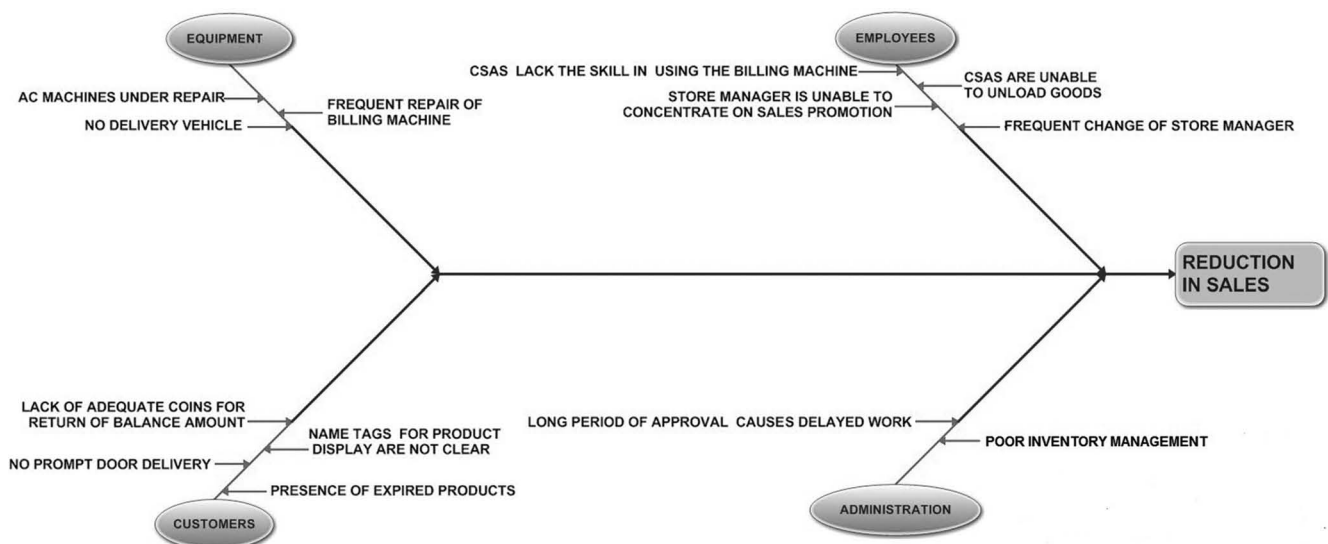 EQUIPMENT
AC MACHINES UNDER REPAIR
FREQUENT REPAIR OF
BILLING MACHINE
NO DELIVERY VEHICLE
EMPLOYEES
CSAS LACK THE SKILL IN USING THE BILLING MACHINE
CSAS ARE UNABLE
TO UNLOAD GOODS
STORE MANAGER IS UNABLE TO
CONCENTRATE ON SALES PROMOTION
FREQUENT CHANGE OF STORE MANAGER
REDUCTION
IN SALES
LACK OF ADEQUATE COINS FOR
RETURN OF BALANCE AMOUNT
NAME TAGS FOR PRODUCT
DISPLAY ARE NOT CLEAR
NO PROMPT DOOR DELIVERY
PRESENCE OF EXPIRED PRODUCTS
CUSTOMERS
LONG PERIOD OF APPROVAL CAUSES DELAYED WORK
POOR INVENTORY MANAGEMENT
ADMINISTRATION